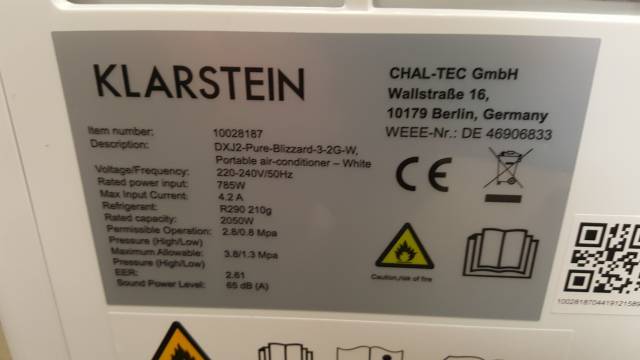 KLARSTEIN
CHAL-TEC GmbH
Wallstraße 16,
10179 Berlin, Germany
WEEE-Nr.: DE 46906833
Item number: 10028187
Description: DXJ2-Pure-Blizzard-3-2G-W,
Portable air-conditioner – White
Voltage/Frequency: 220-240V/50Hz
Rated power input: 785W
Max Input Current: 4.2 A
Refrigerant: R290 210g
Rated capacity: 2050W
Permissible Operation: 2.8/0.8 Mpa
Pressure (High/Low)
Maximum Allowable: 3.8/1.3 Mpa
Pressure (High/Low)
EER: 2.61
Sound Power Level: 65 dB (A)
CE
Caution,risk of fire